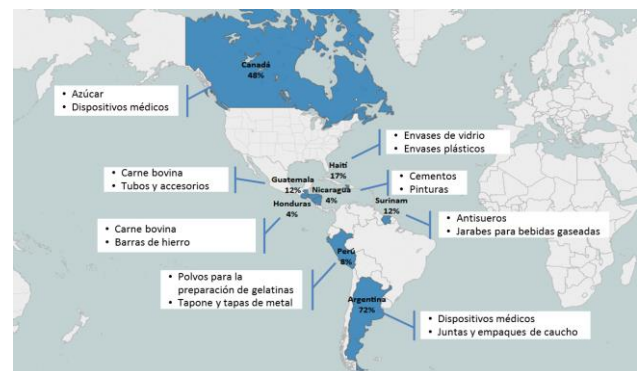 Canadá
48%
• Azúcar
• Dispositivos médicos
• Envases de vidrio
• Envases plásticos
Haití
17%
• Carne bovina
• Tubos y accesorios
Guatemala
12%
Nicaragua
4%
• Cementos
• Pinturas
Honduras
4%
Surinam
12%
• Antisueros
• Jarabes para bebidas gaseadas
• Carne bovina
• Barras de hierro
Perú
8%
• Polvos para la
preparación de gelatinas
• Tapone y tapas de metal
Argentina
72%
• Dispositivos médicos
• Juntas y empaques de caucho